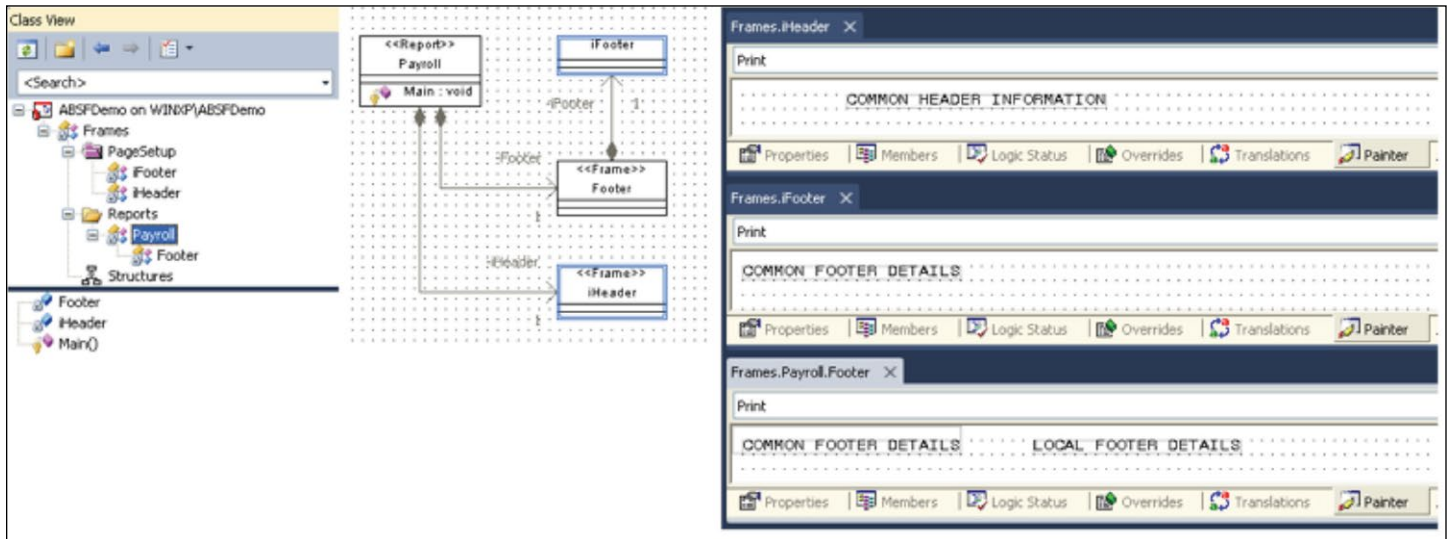 Class View
<Search>
ABSFDemo on WINXP\ABSFDemo
Frames
PageSetup
iFooter
iHeader
Reports
Payroll
Footer
Structures
Footer
iHeader
Main()
<<Report>>
Payroll
Main : void
iFooter
-iFooter
1
-Footer
<<Frame>>
Footer
1
-iHeader
<<Frame>>
iHeader
1
Frames.iHeader
Print
COMMON HEADER INFORMATION
Properties Members Logic Status Overrides Translations Painter
Frames.iFooter
Print
COMMON FOOTER DETAILS
Properties Members Logic Status Overrides Translations Painter
Frames.Payroll.Footer
Print
COMMON FOOTER DETAILS LOCAL FOOTER DETAILS
Properties Members Logic Status Overrides Translations Painter